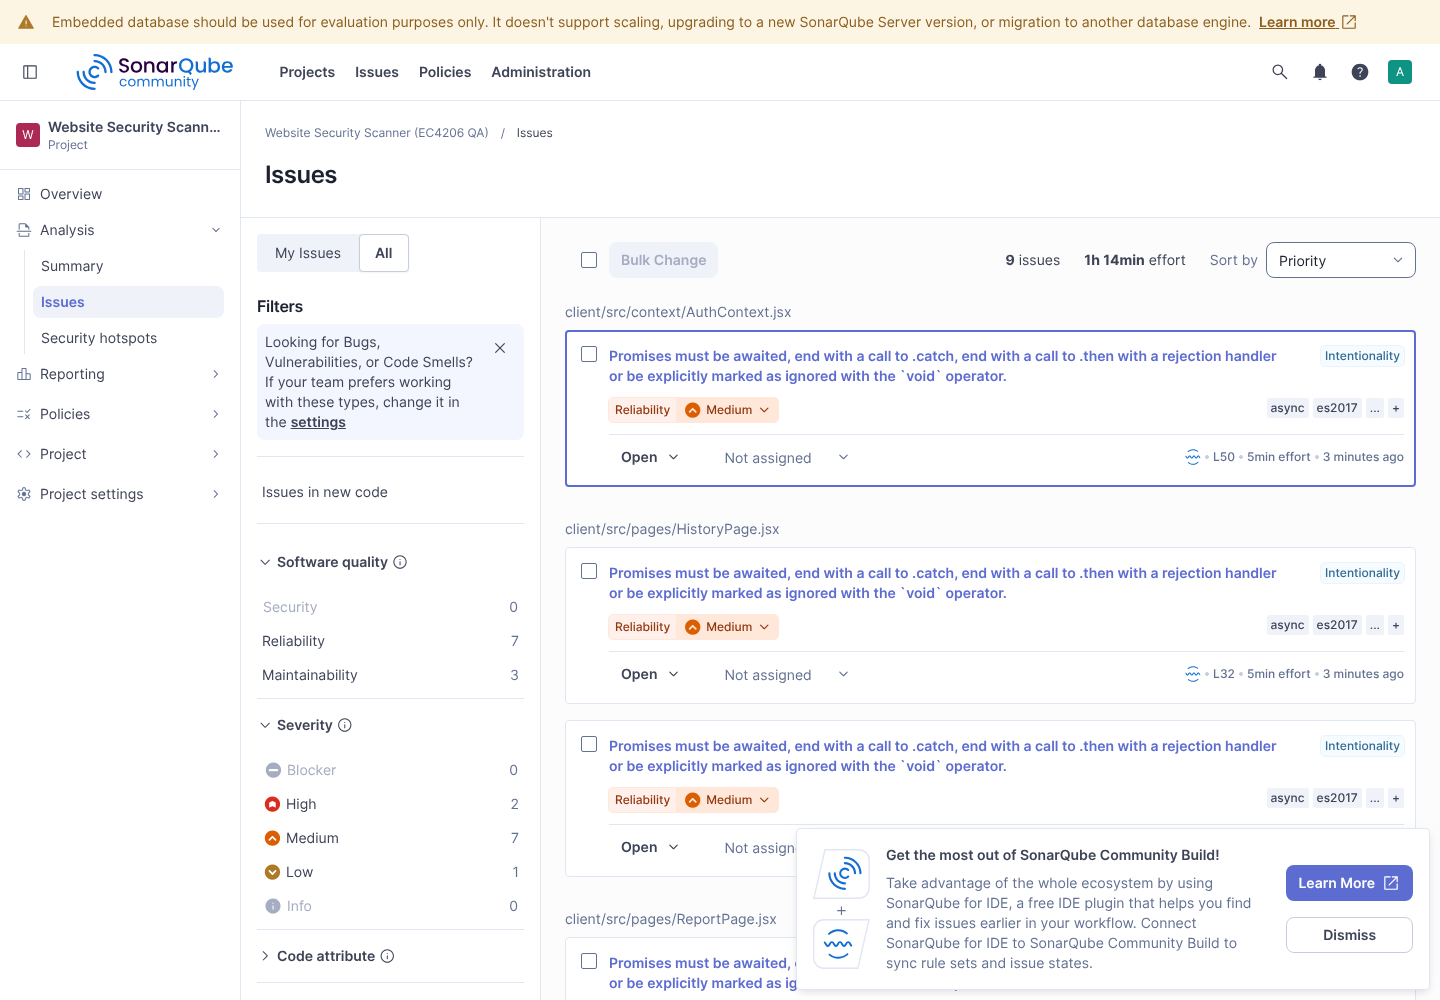 Embedded database should be used for evaluation purposes only. It doesn't support scaling, upgrading to a new SonarQube Server version, or migration to another database engine. Learn more
SonarQube
community
Projects Issues Policies Administration
? A
W
Website Security Scann...
Project
Overview
Analysis
Summary
Issues
Security hotspots
Reporting
Policies
Project
Project settings
Website Security Scanner (EC4206 QA) / Issues
Issues
My Issues All
Filters
Looking for Bugs,
Vulnerabilities, or Code Smells?
If your team prefers working
with these types, change it in
the settings
Issues in new code
Software quality
Security 0
Reliability 7
Maintainability 3
Severity
Blocker 0
High 2
Medium 7
Low 1
Info 0
Code attribute
Bulk Change 9 issues 1h 14min effort Sort by Priority
client/src/context/AuthContext.jsx
Promises must be awaited, end with a call to .catch, end with a call to .then with a rejection handler
or be explicitly marked as ignored with the `void` operator.
Intentionality
Reliability Medium
async es2017 ... +
Open Not assigned L50 • 5min effort • 3 minutes ago
client/src/pages/HistoryPage.jsx
Promises must be awaited, end with a call to .catch, end with a call to .then with a rejection handler
or be explicitly marked as ignored with the `void` operator.
Intentionality
Reliability Medium
async es2017 ... +
Open Not assigned L32 • 5min effort • 3 minutes ago
Promises must be awaited, end with a call to .catch, end with a call to .then with a rejection handler
or be explicitly marked as ignored with the `void` operator.
Intentionality
Reliability Medium
async es2017 ... +
Open Not
client/src/pages/ReportPage.jsx
Promises must be awaited,
or be explicitly marked as
Get the most out of SonarQube Community Build!
Take advantage of the whole ecosystem by using
SonarQube for IDE, a free IDE plugin that helps you find
and fix issues earlier in your workflow. Connect
SonarQube for IDE to SonarQube Community Build to
sync rule sets and issue states.
+
Learn More
Dismiss